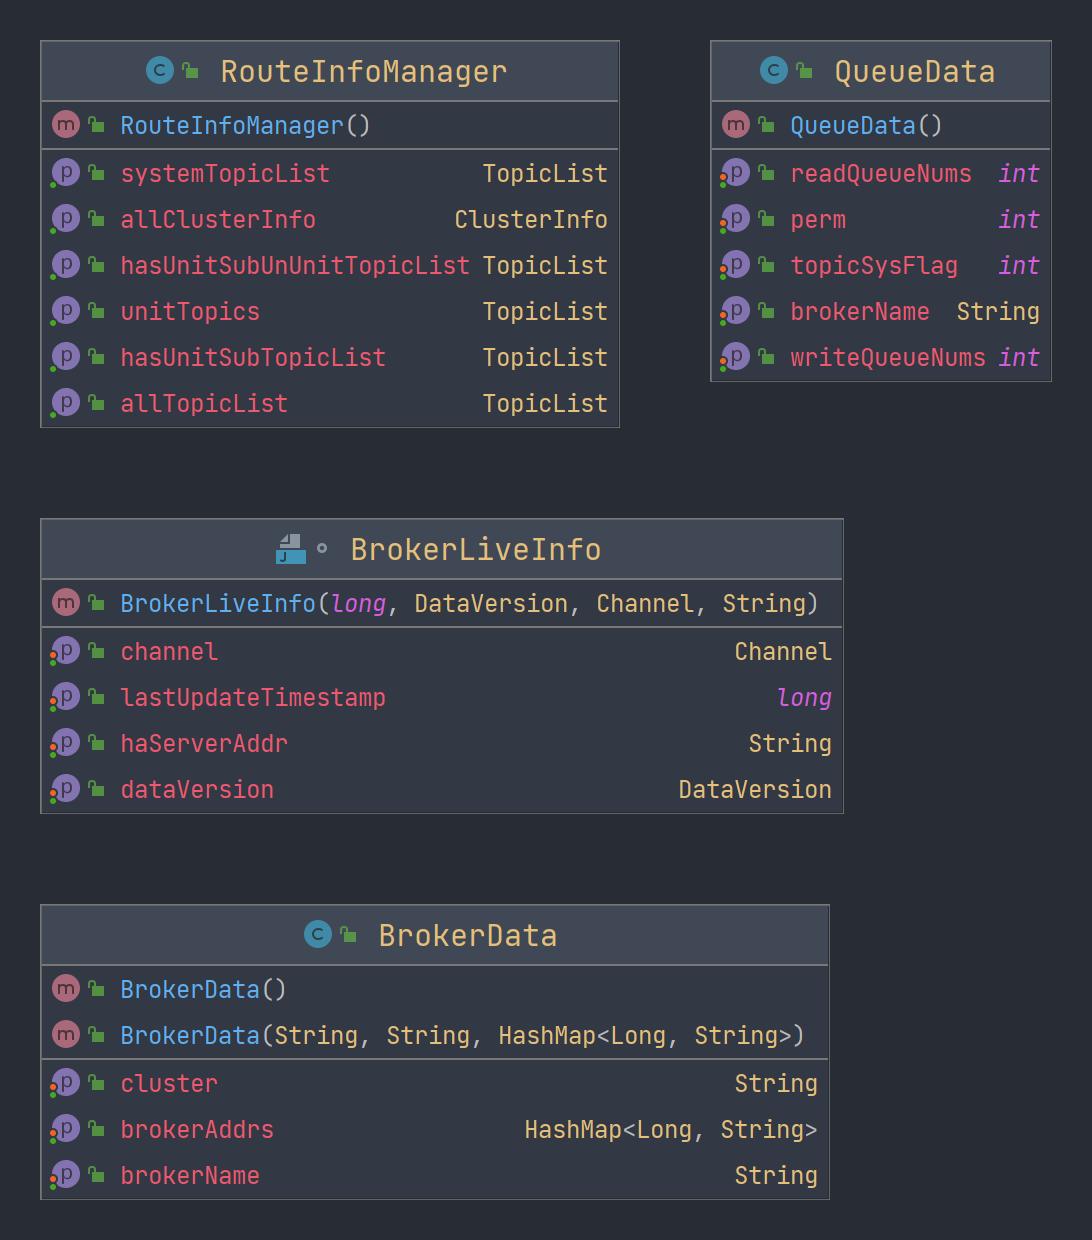 RouteInfoManager
RouteInfoManager()
systemTopicList TopicList
allClusterInfo ClusterInfo
hasUnitSubUnUnitTopicList TopicList
unitTopics TopicList
hasUnitSubTopicList TopicList
allTopicList TopicList
QueueData
QueueData()
readQueueNums int
perm int
topicSysFlag int
brokerName String
writeQueueNums int
BrokerLiveInfo
BrokerLiveInfo(long, DataVersion, Channel, String)
channel Channel
lastUpdateTimestamp long
haServerAddr String
dataVersion DataVersion
BrokerData
BrokerData()
BrokerData(String, String, HashMap<Long, String>)
cluster String
brokerAddrs HashMap<Long, String>
brokerName String